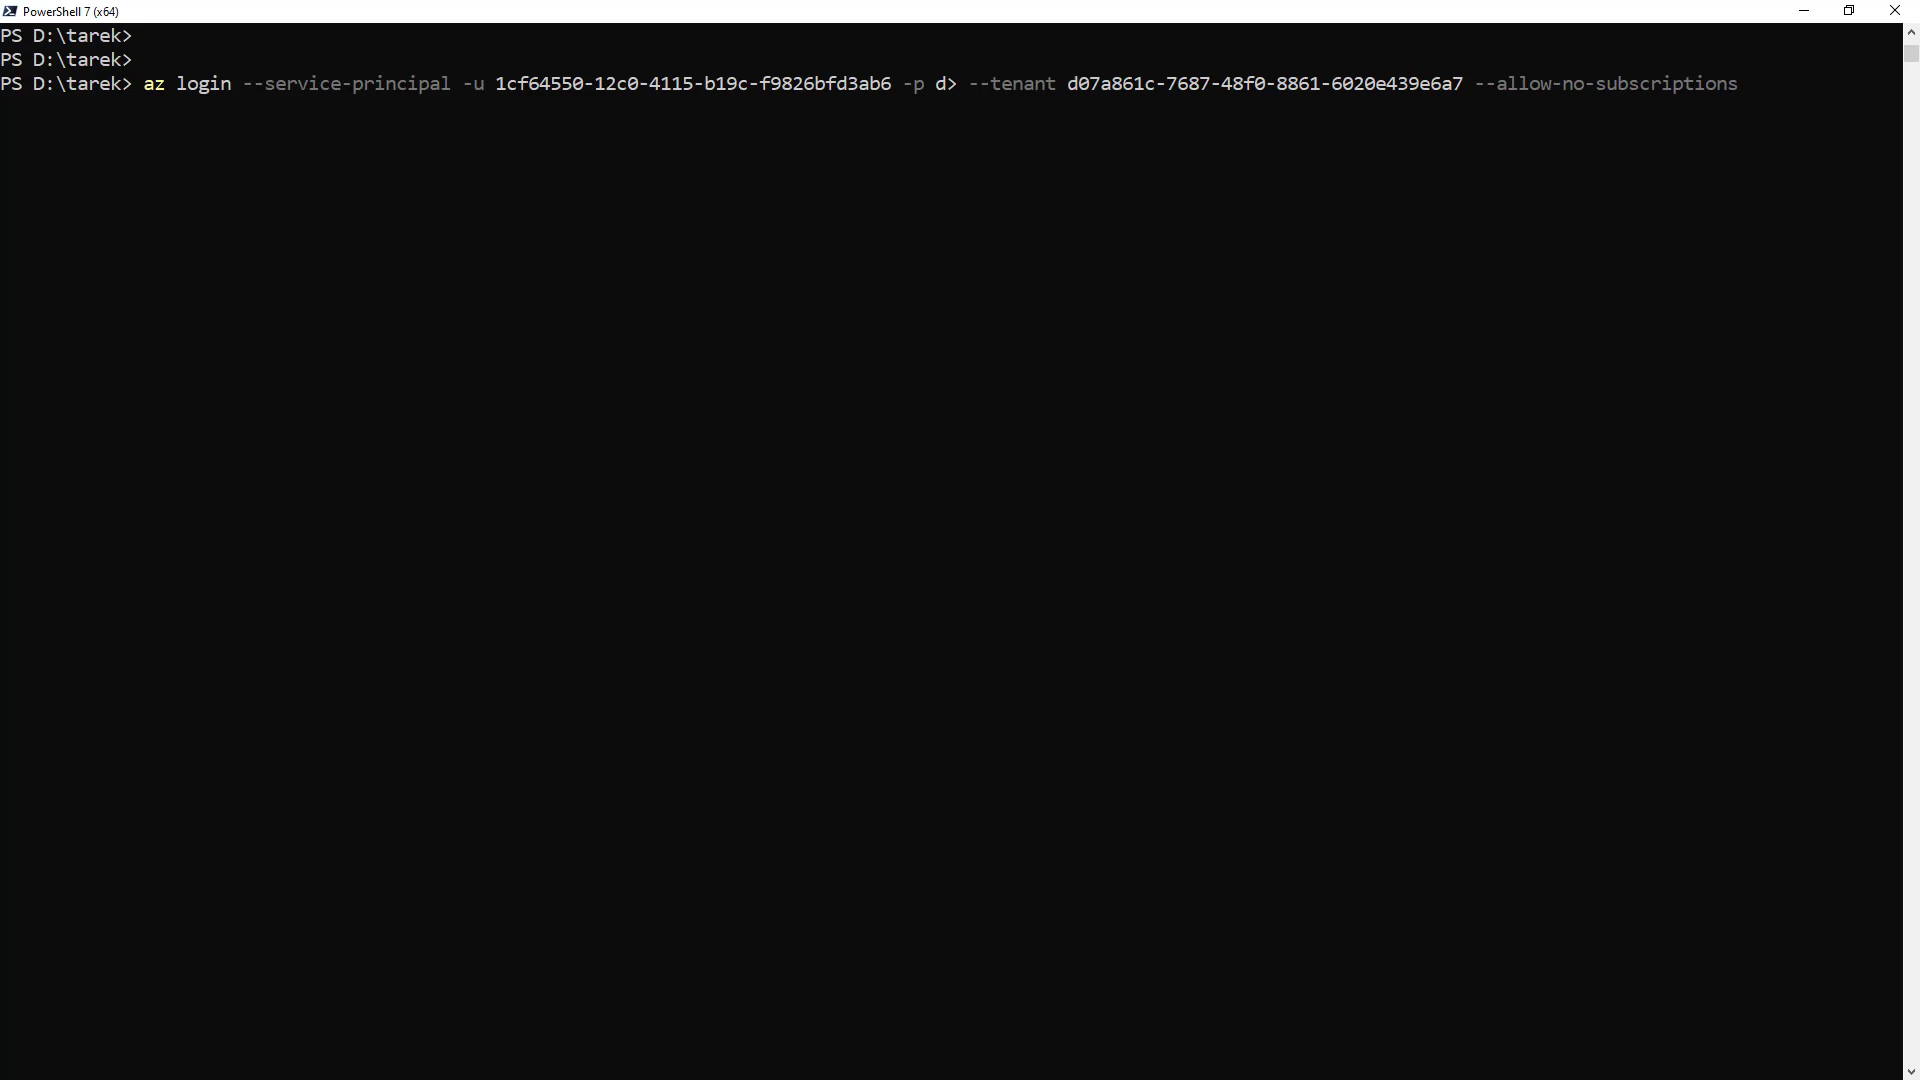 PowerShell 7 (x64)
PS D:\tarek>
PS D:\tarek>
PS D:\tarek> az login --service-principal -u 1cf64550-12c0-4115-b19c-f9826bfd3ab6 -p d> --tenant d07a861c-7687-48f0-8861-6020e439e6a7 --allow-no-subscriptions